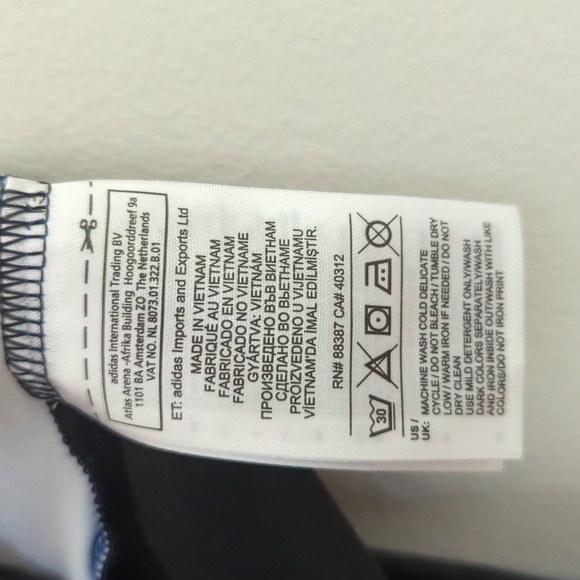 adidas International Trading BV
Atlas Arena -Afrika Building Hoogoorddreef 9a
1101 BA Amsterdam ZAO The Netherlands
VAT NO. NL 8073.01.322.B.01
ET: adidas Imports and Exports Ltd
MADE IN VIETNAM
FABRIQUÉ AU VIETNAM
FABRICADO EN VIETNAM
FABRICADO NO VIETNAME
GYÁRTVA: VIETNÁM
ПРОИЗВЕДЕНО ВЪВ ВИЕТНАМ
СДЕЛАНО ВО ВЬЕТНАМЕ
PROIZVEDENO U VIJETNAMU
VİETNAM'DA İMAL EDİLMİŞTİR.
RN# 88387 CA# 40312
30
US /
UK: MACHINE WASH COLD DELICATE
CYCLE / DO NOT BLEACH / TUMBLE DRY
LOW / WARM IRON IF NEEDED / DO NOT
DRY CLEAN
USE MILD DETERGENT ONLY/WASH
DARK COLORS SEPARATELY/WASH
AND IRON INSIDE OUT/WASH WITH LIKE
COLORS/DO NOT IRON PRINT